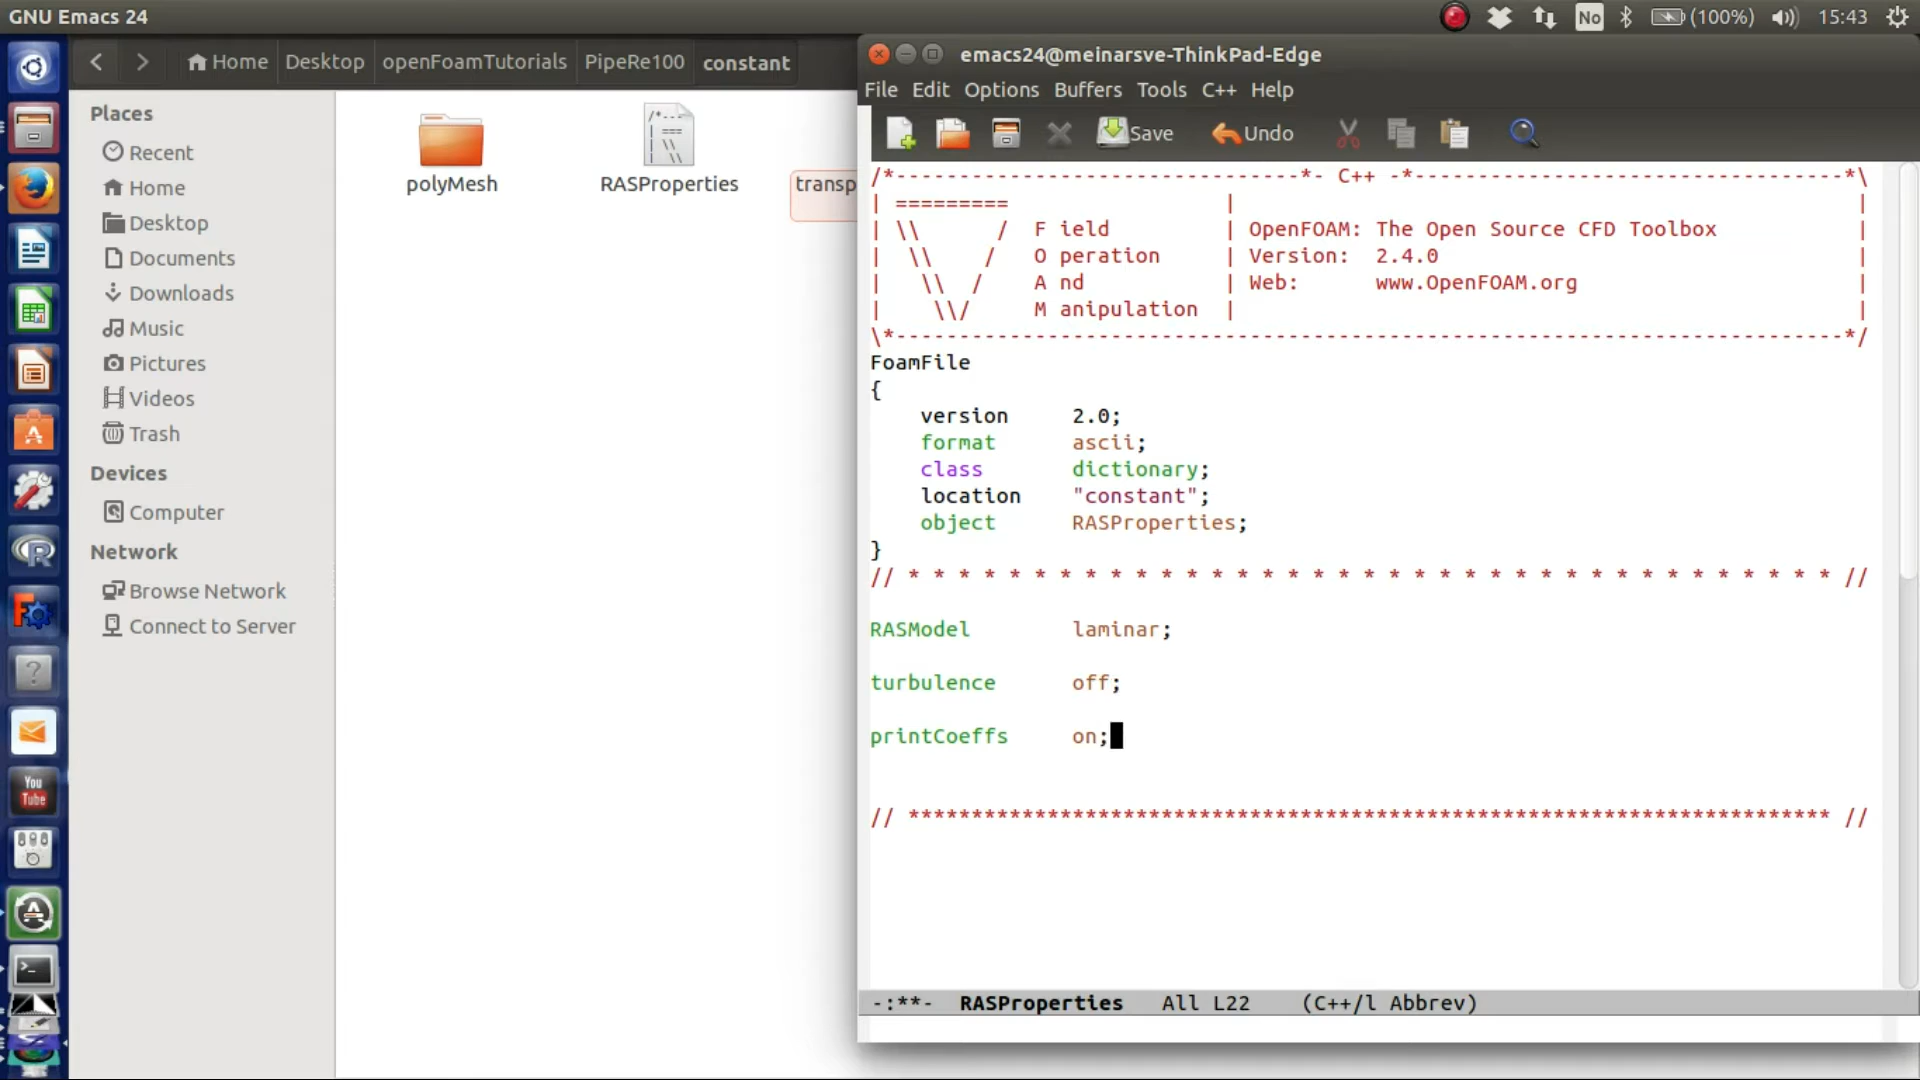 GNU Emacs 24
No
(100%)
15:43
Home
Desktop
openFoamTutorials
PipeRe100
constant
Places
Recent
Home
Desktop
Documents
Downloads
Music
Pictures
Videos
Trash
Devices
Computer
Network
Browse Network
Connect to Server
You
Tube
polyMesh
/*---
| ===
| \\
\\
RASProperties
transp
emacs24@meinarsve-ThinkPad-Edge
File Edit Options Buffers Tools C++ Help
Save
Undo
/*---------------------------------*- C++ -*----------------------------------*\
| =========                 |                                                 |
| \\      /  F ield         | OpenFOAM: The Open Source CFD Toolbox           |
|  \\    /   O peration     | Version:  2.4.0                                 |
|   \\  /    A nd           | Web:      www.OpenFOAM.org                      |
|    \\/     M anipulation  |                                                 |
\*---------------------------------------------------------------------------*/
FoamFile
{
    version     2.0;
    format      ascii;
    class       dictionary;
    location    "constant";
    object      RASProperties;
}
// * * * * * * * * * * * * * * * * * * * * * * * * * * * * * * * * * * * * * //
RASModel        laminar;
turbulence      off;
printCoeffs     on;
// ************************************************************************* //
-:**-  RASProperties   All L22    (C++/l Abbrev)